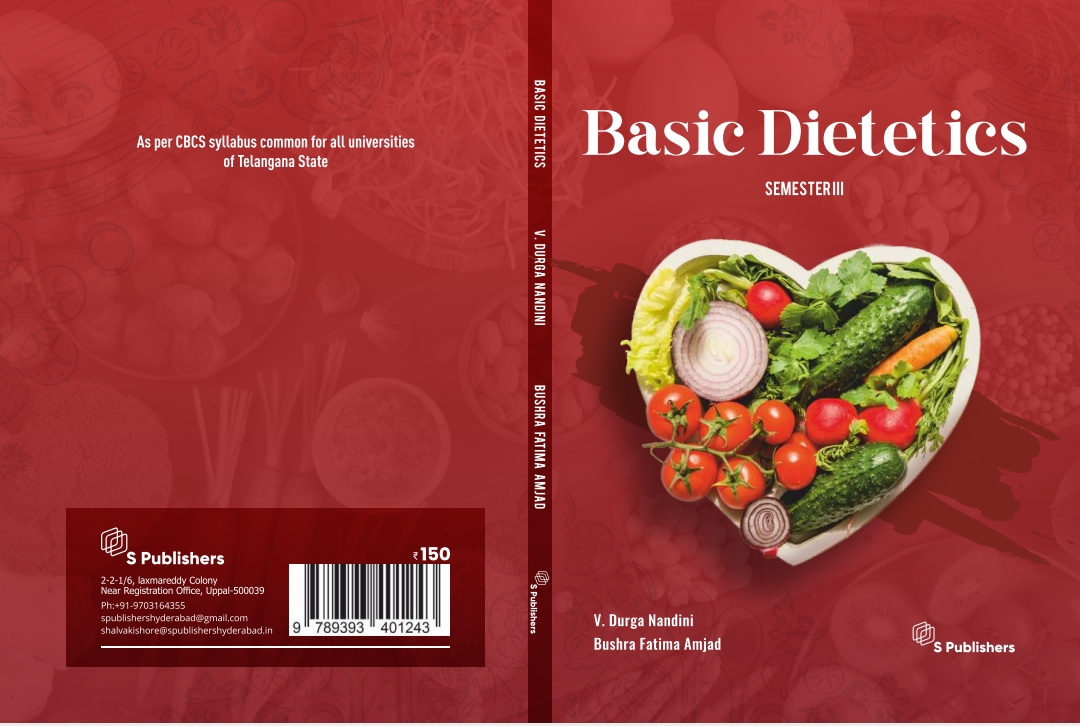 As per CBCS syllabus common for all universities
of Telangana State
S Publishers
2-2-1/6, laxmareddy Colony
Near Registration Office, Uppal-500039
Ph:+91-9703164355
spublishershyderabad@gmail.com
shalvakishore@spublishershyderabad.in
₹150
9 789393 401243
BASIC DIETETICS
V. DURGA NANDINI
BUSHRA FATIMA AMJAD
S Publishers
Basic Dietetics
SEMESTER III
V. Durga Nandini
Bushra Fatima Amjad
S Publishers